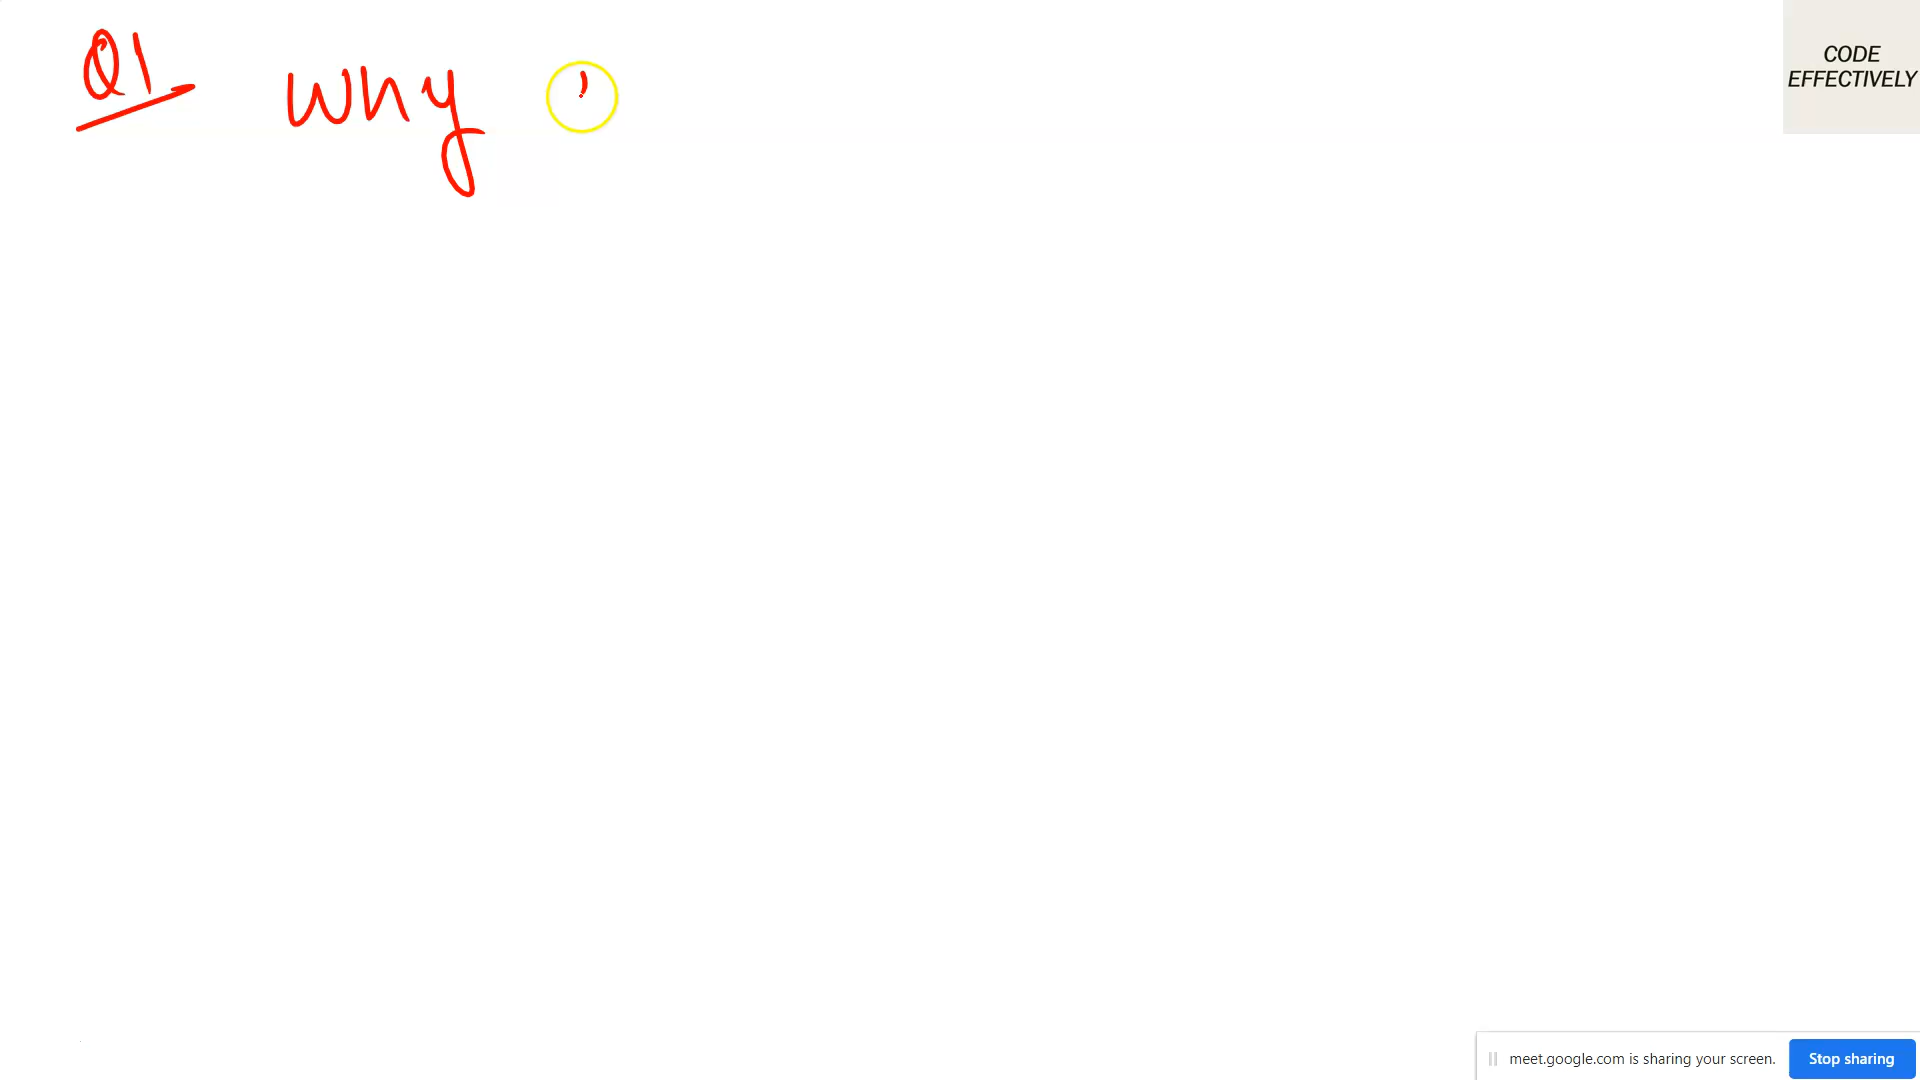 Q1 Why
CODE
EFFECTIVELY
meet.google.com is sharing your screen. Stop sharing